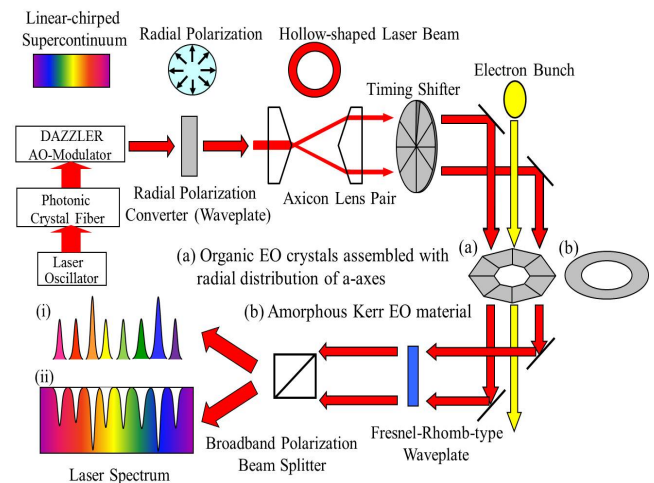 Linear-chirped
Supercontinuum
Radial Polarization
Hollow-shaped Laser Beam
Timing Shifter
Electron Bunch
DAZZLER
AO-Modulator
Photonic
Crystal Fiber
Laser
Oscillator
Radial Polarization
Converter (Waveplate)
Axicon Lens Pair
(a) Organic EO crystals assembled with
radial distribution of a-axes
(a)
(b)
(b) Amorphous Kerr EO material
(i)
(ii)
Laser Spectrum
Broadband Polarization
Beam Splitter
Fresnel-Rhomb-type
Waveplate